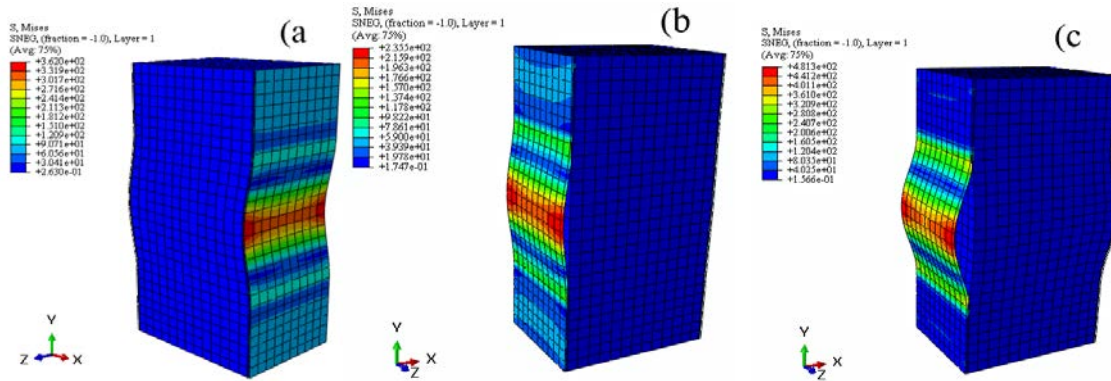 S, Mises
SNEG, (fraction = -1.0), Layer = 1
(Avg: 75%)
+3.620e+02
+3.319e+02
+3.017e+02
+2.716e+02
+2.414e+02
+2.113e+02
+1.812e+02
+1.510e+02
+1.209e+02
+9.071e+01
+6.056e+01
+3.041e+01
+2.630e-01
(a
Y
Z
X
S, Mises
SNEG, (fraction = -1.0), Layer = 1
(Avg: 75%)
+2.355e+02
+2.159e+02
+1.963e+02
+1.766e+02
+1.570e+02
+1.374e+02
+1.178e+02
+9.822e+01
+7.861e+01
+5.900e+01
+3.939e+01
+1.978e+01
+1.747e-01
(b
Y
X
Z
S, Mises
SNEG, (fraction = -1.0), Layer = 1
(Avg: 75%)
+4.813e+02
+4.412e+02
+4.011e+02
+3.610e+02
+3.209e+02
+2.808e+02
+2.407e+02
+2.006e+02
+1.605e+02
+1.204e+02
+8.035e+01
+4.025e+01
+1.566e-01
(c
Y
X
Z